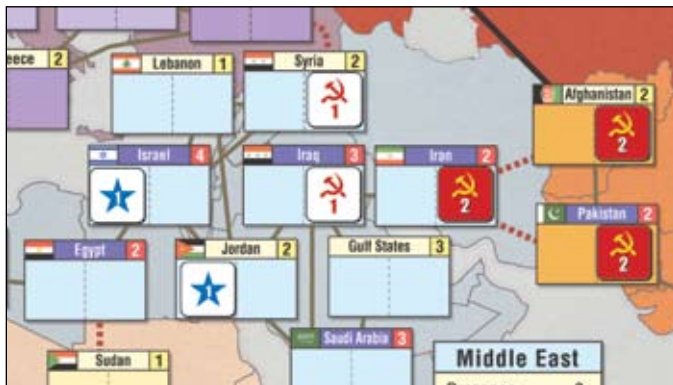 eece 2
Lebanon 1
Syria 2
1
Afghanistan 2
2
Israel 4
1
Iraq 3
1
Iran 2
2
Pakistan 2
2
Egypt 2
Jordan 2
1
Gulf States 3
Saudi Arabia 3
Sudan 1
Middle East